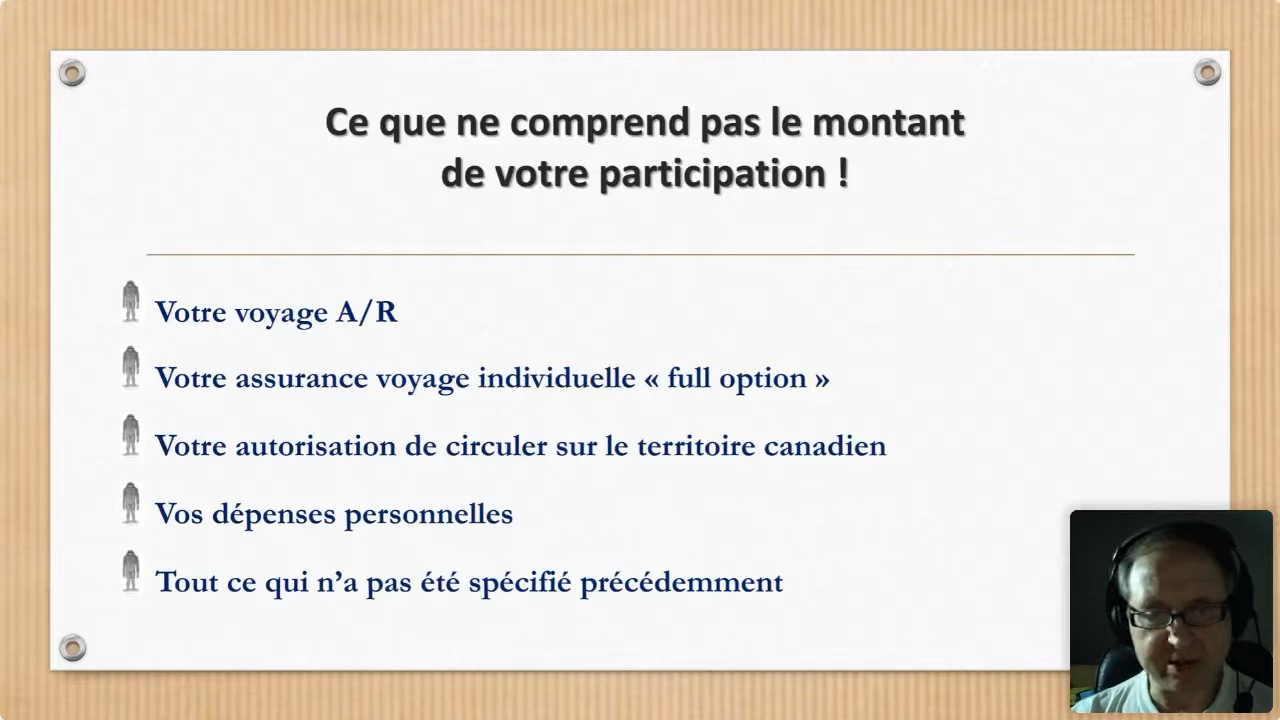 Ce que ne comprend pas le montant
de votre participation !
Votre voyage A/R
Votre assurance voyage individuelle « full option »
Votre autorisation de circuler sur le territoire canadien
Vos dépenses personnelles
Tout ce qui n’a pas été spécifié précédemment